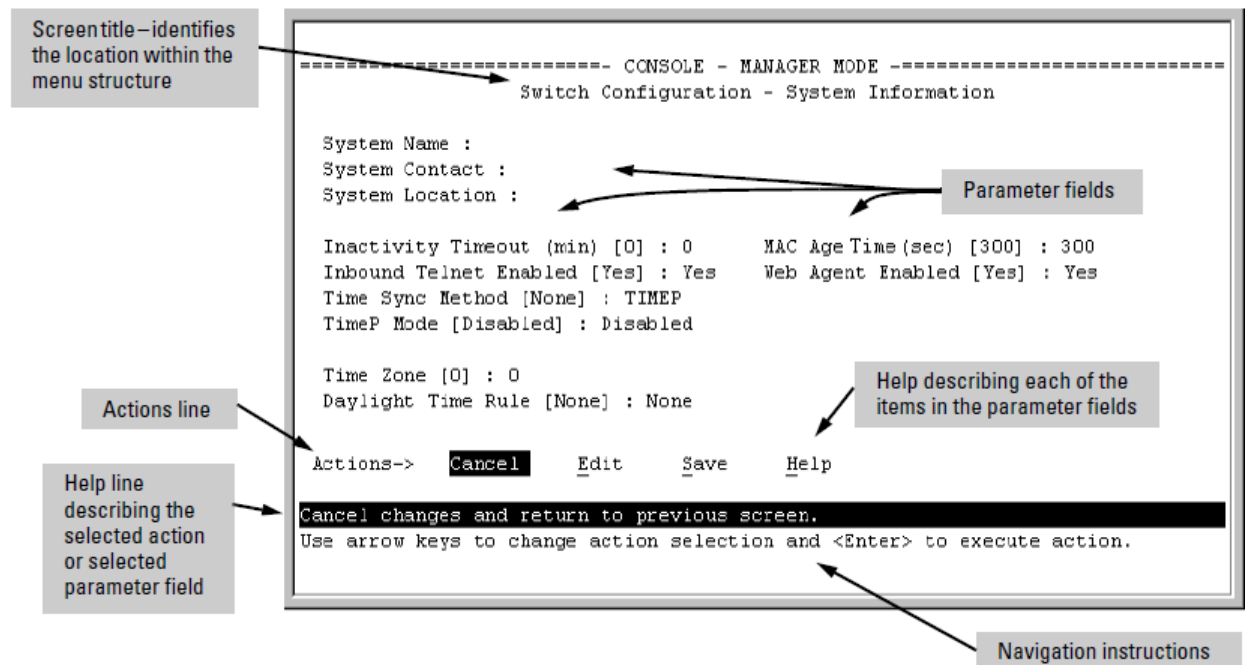 Screen title–identifies
the location within the
menu structure
============================- CONSOLE - MANAGER MODE -============================
Switch Configuration - System Information
System Name :
System Contact :
System Location :
Parameter fields
Inactivity Timeout (min) [0] : 0 MAC Age Time (sec) [300] : 300
Inbound Telnet Enabled [Yes] : Yes Web Agent Enabled [Yes] : Yes
Time Sync Method [None] : TIMEP
TimeP Mode [Disabled] : Disabled
Time Zone [0] : 0
Daylight Time Rule [None] : None
Help describing each of the
items in the parameter fields
Actions line
Actions-> Cancel Edit Save Help
Help line
describing the
selected action
or selected
parameter field
Cancel changes and return to previous screen.
Use arrow keys to change action selection and <Enter> to execute action.
Navigation instructions